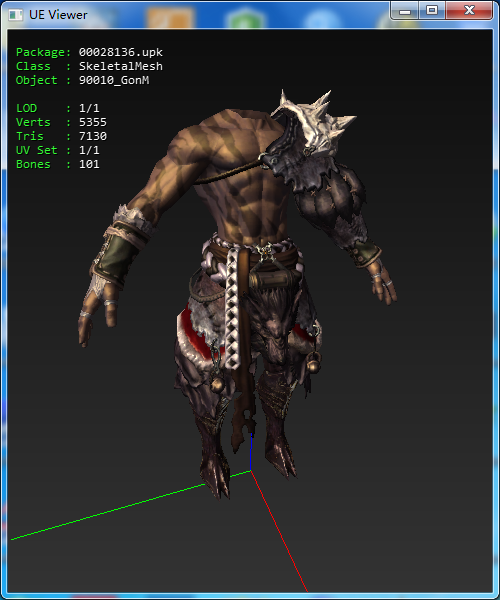 UE Viewer
Package: 00028136.upk
Class : SkeletalMesh
Object : 90010_GonM
LOD : 1/1
Verts : 5355
Tris : 7130
UV Set : 1/1
Bones : 101